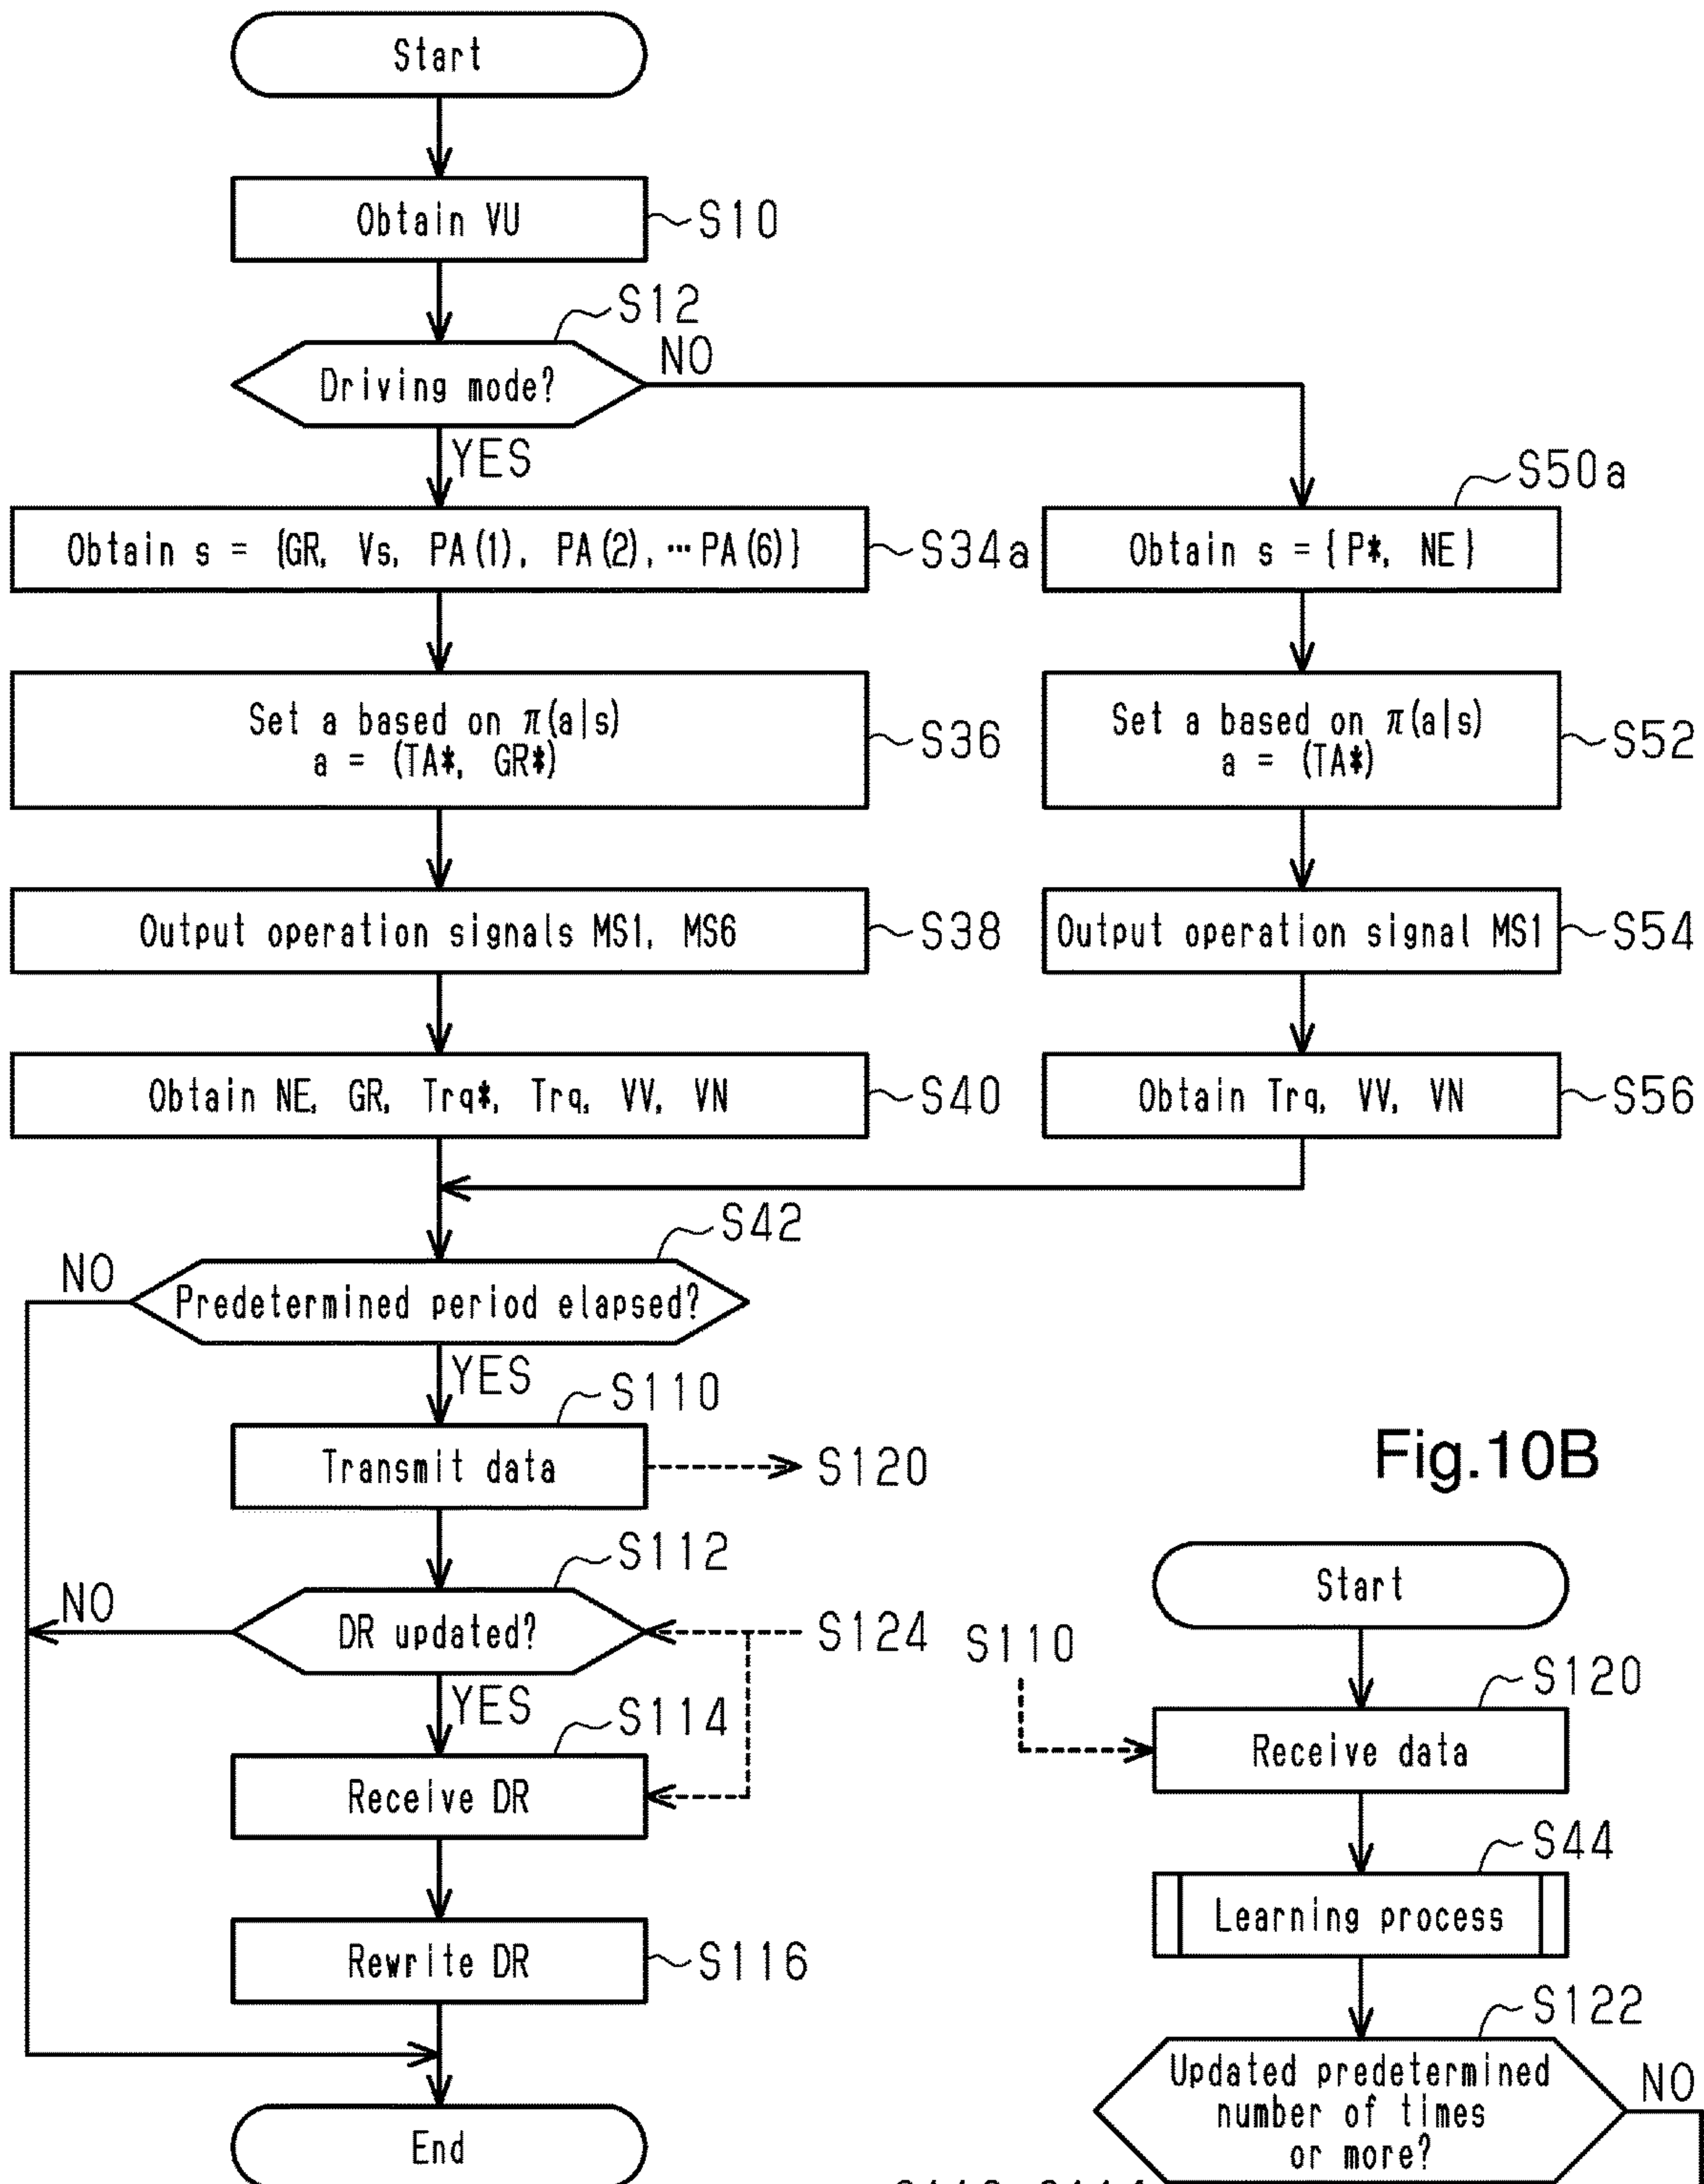 Start
Obtain VU
S10
S12
Driving mode?
NO
YES
Obtain s = {GR, Vs, PA(1), PA(2), ···PA(6)}
S34a
Set a based on π(a|s)
a = (TA*, GR*)
S36
Output operation signals MS1, MS6
S38
Obtain NE, GR, Trq*, Trq, VV, VN
S40
S50a
Obtain s = {P*, NE}
Set a based on π(a|s)
a = (TA*)
S52
Output operation signal MS1
S54
Obtain Trq, VV, VN
S56
S42
NO
Predetermined period elapsed?
YES
S110
Transmit data
S120
S112
NO
DR updated?
S124
YES
S114
Receive DR
Rewrite DR
S116
End
Fig.10B
Start
S110
S120
Receive data
S44
Learning process
S122
Updated predetermined
number of times
or more?
NO